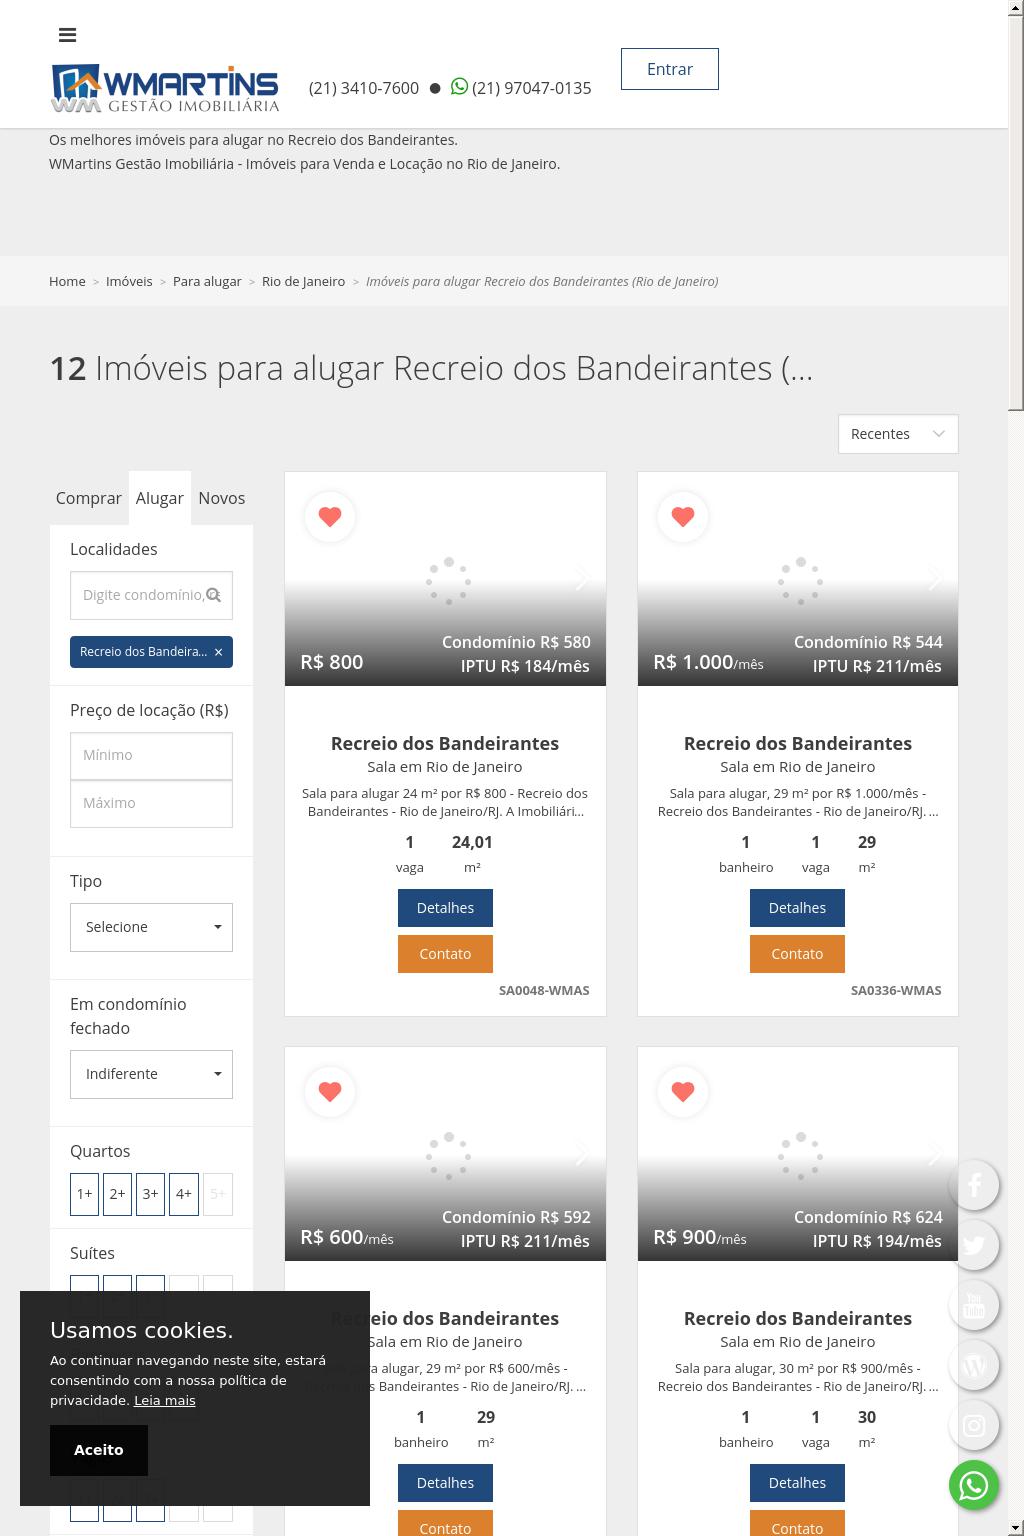 WMARTINS
GESTÃO IMOBILIÁRIA
(21) 3410-7600 ● (21) 97047-0135
Entrar
Os melhores imóveis para alugar no Recreio dos Bandeirantes.
WMartins Gestão Imobiliária - Imóveis para Venda e Locação no Rio de Janeiro.
Home > Imóveis > Para alugar > Rio de Janeiro > Imóveis para alugar Recreio dos Bandeirantes (Rio de Janeiro)
12 Imóveis para alugar Recreio dos Bandeirantes (...
Recentes
Comprar Alugar Novos
Localidades
Digite condomínio,
Recreio dos Bandeira... ×
Preço de locação (R$)
Mínimo
Máximo
Tipo
Selecione
Em condomínio
fechado
Indiferente
Quartos
1+ 2+ 3+ 4+ 5+
Suítes
R$ 800
Condomínio R$ 580
IPTU R$ 184/mês
Recreio dos Bandeirantes
Sala em Rio de Janeiro
Sala para alugar 24 m² por R$ 800 - Recreio dos
Bandeirantes - Rio de Janeiro/RJ. A Imobiliári...
1 24,01
vaga m²
Detalhes
Contato
SA0048-WMAS
R$ 1.000/mês
Condomínio R$ 544
IPTU R$ 211/mês
Recreio dos Bandeirantes
Sala em Rio de Janeiro
Sala para alugar, 29 m² por R$ 1.000/mês -
Recreio dos Bandeirantes - Rio de Janeiro/RJ. ...
1 1 29
banheiro vaga m²
Detalhes
Contato
SA0336-WMAS
R$ 600/mês
Condomínio R$ 592
IPTU R$ 211/mês
Recreio dos Bandeirantes
Sala em Rio de Janeiro
alugar, 29 m² por R$ 600/mês -
Bandeirantes - Rio de Janeiro/RJ. ...
1 29
banheiro m²
Detalhes
Contato
R$ 900/mês
Condomínio R$ 624
IPTU R$ 194/mês
Recreio dos Bandeirantes
Sala em Rio de Janeiro
Sala para alugar, 30 m² por R$ 900/mês -
Recreio dos Bandeirantes - Rio de Janeiro/RJ. ...
1 1 30
banheiro vaga m²
Detalhes
Contato
Usamos cookies.
Ao continuar navegando neste site, estará
consentindo com a nossa política de
privacidade. Leia mais
Aceito
You
Tube